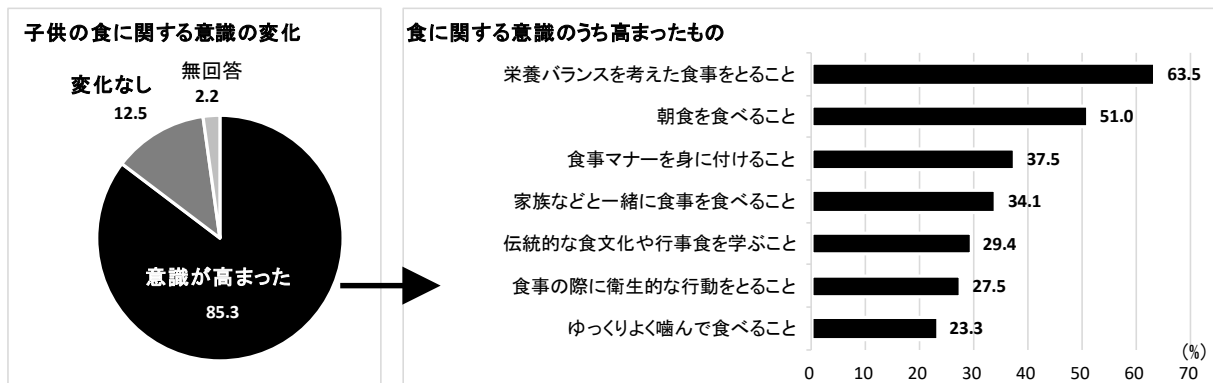 子供の食に関する意識の変化
変化なし
12.5
無回答
2.2
意識が高まった
85.3
食に関する意識のうち高まったもの
栄養バランスを考えた食事をとること 63.5
朝食を食べること 51.0
食事マナーを身に付けること 37.5
家族などと一緒に食事を食べること 34.1
伝統的な食文化や行事食を学ぶこと 29.4
食事の際に衛生的な行動をとること 27.5
ゆっくりよく噛んで食べること 23.3
(%)
0 10 20 30 40 50 60 70